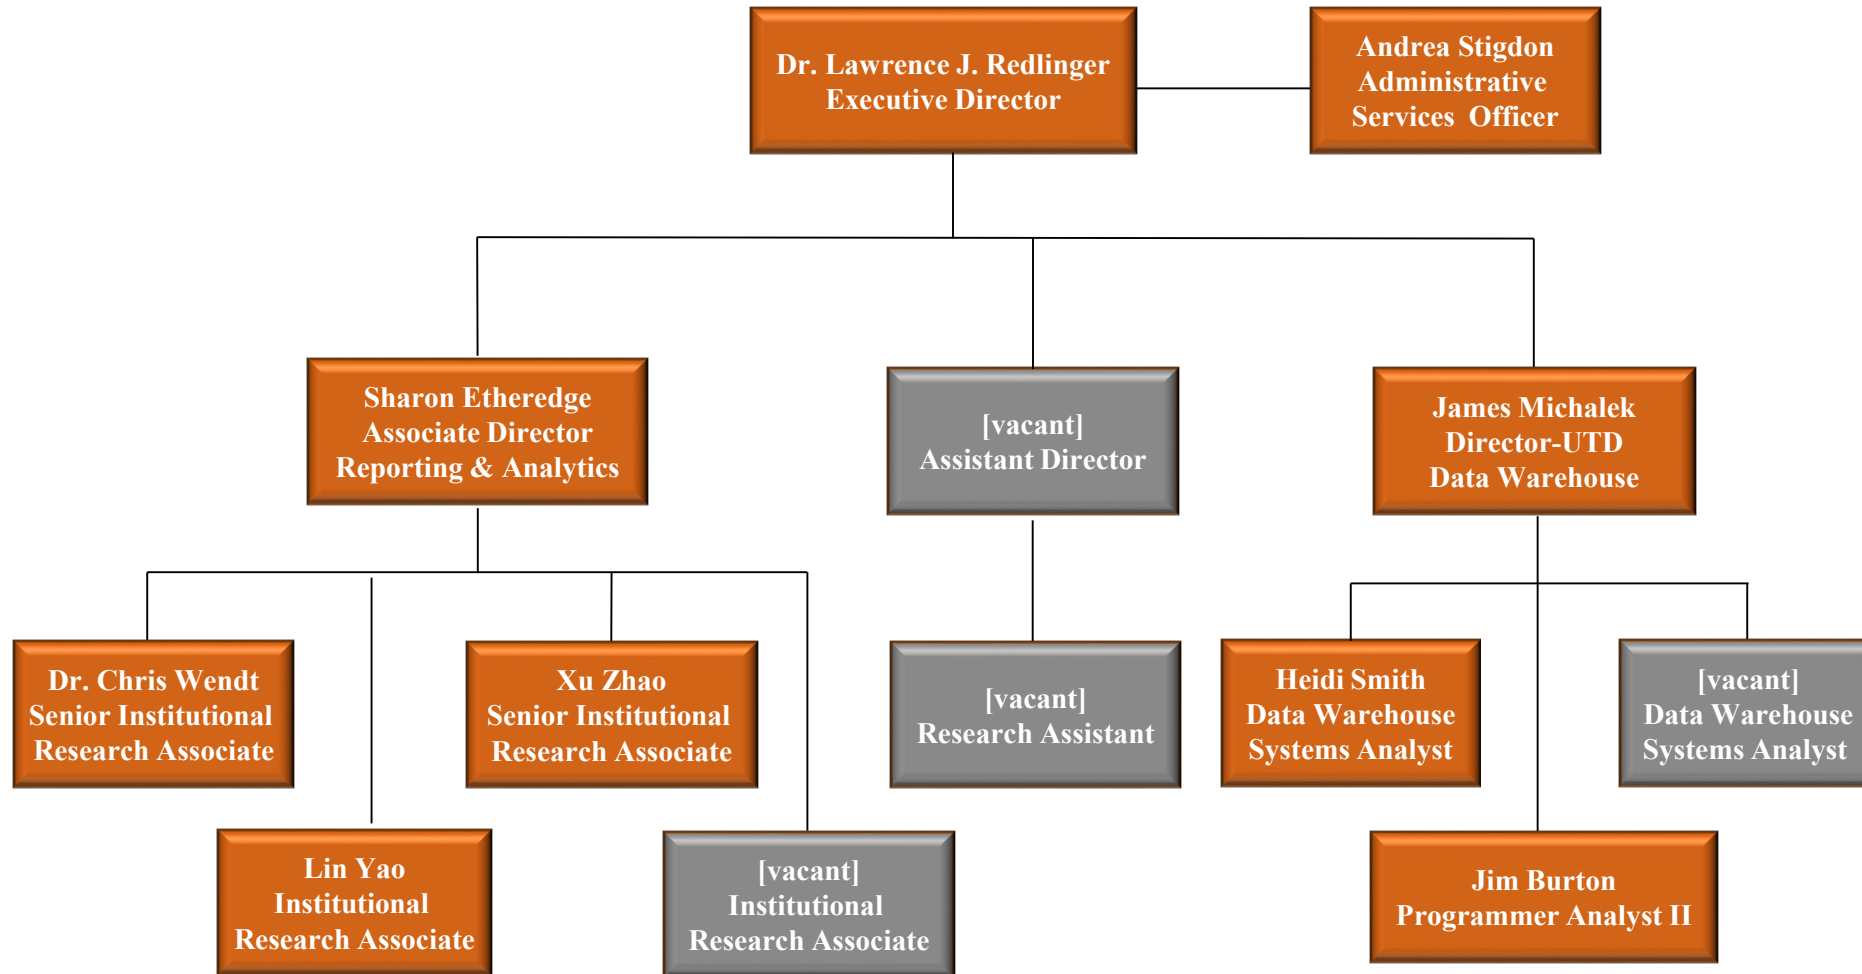 Dr. Lawrence J. Redlinger
Executive Director
Andrea Stigdon
Administrative
Services Officer
Sharon Etheredge
Associate Director
Reporting & Analytics
[vacant]
Assistant Director
James Michalek
Director-UTD
Data Warehouse
Dr. Chris Wendt
Senior Institutional
Research Associate
Xu Zhao
Senior Institutional
Research Associate
[vacant]
Research Assistant
Heidi Smith
Data Warehouse
Systems Analyst
[vacant]
Data Warehouse
Systems Analyst
Lin Yao
Institutional
Research Associate
[vacant]
Institutional
Research Associate
Jim Burton
Programmer Analyst II